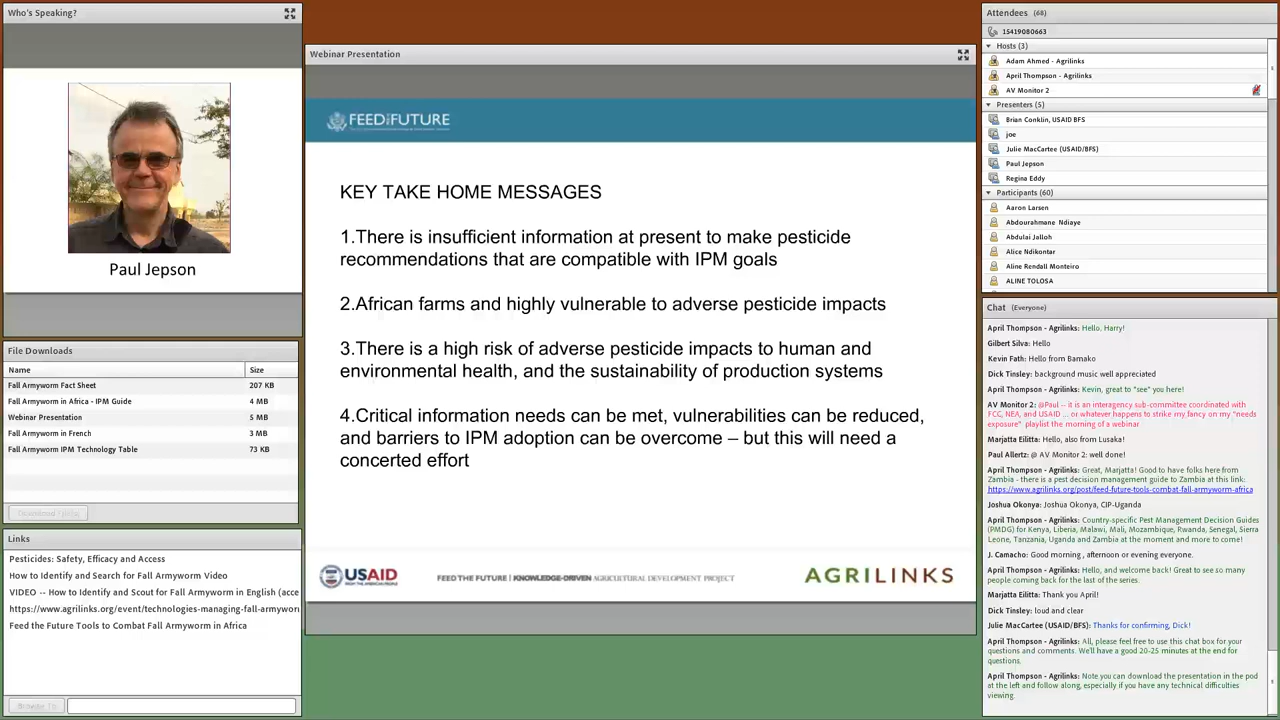 Who's Speaking?
Paul Jepson
File Downloads
Name Size
Fall Armyworm Fact Sheet 207 KB
Fall Armyworm in Africa - IPM Guide 4 MB
Webinar Presentation 5 MB
Fall Armyworm in French 3 MB
Fall Armyworm IPM Technology Table 73 KB
Links
Pesticides: Safety, Efficacy and Access
How to Identify and Search for Fall Armyworm Video
VIDEO -- How to Identify and Scout for Fall Armyworm in English (acce
https://www.agrilinks.org/event/technologies-managing-fall-armywor
Feed the Future Tools to Combat Fall Armyworm in Africa
Browse To
Webinar Presentation
FEED THE FUTURE
KEY TAKE HOME MESSAGES
1.There is insufficient information at present to make pesticide
recommendations that are compatible with IPM goals
2.African farms and highly vulnerable to adverse pesticide impacts
3.There is a high risk of adverse pesticide impacts to human and
environmental health, and the sustainability of production systems
4.Critical information needs can be met, vulnerabilities can be reduced,
and barriers to IPM adoption can be overcome – but this will need a
concerted effort
USAID
FROM THE AMERICAN PEOPLE
FEED THE FUTURE | KNOWLEDGE-DRIVEN AGRICULTURAL DEVELOPMENT PROJECT
AGRILINKS
Attendees (68)
15419080663
Hosts (3)
Adam Ahmed - Agrilinks
April Thompson - Agrilinks
AV Monitor 2
Presenters (5)
Brian Conklin, USAID BFS
joe
Julie MacCartee (USAID/BFS)
Paul Jepson
Regina Eddy
Participants (60)
Aaron Larsen
Abdourahmane Ndiaye
Abdulai Jalloh
Alice Ndikontar
Aline Rendall Monteiro
ALINE TOLOSA
Chat (Everyone)
April Thompson - Agrilinks: Hello, Harry!
Gilbert Silva: Hello
Kevin Fath: Hello from Bamako
Dick Tinsley: background music well appreciated
April Thompson - Agrilinks: Kevin, great to "see" you here!
AV Monitor 2: @Paul -- it is an interagency sub-committee coordinated with
FCC, NEA, and USAID ... or whatever happens to strike my fancy on my "needs
exposure" playlist the morning of a webinar
Marjatta Eilitta: Hello, also from Lusaka!
Paul Allertz: @ AV Monitor 2: well done!
April Thompson - Agrilinks: Great, Marjatta! Good to have folks here from
Zambia - there is a pest decision management guide to Zambia at this link:
https://www.agrilinks.org/post/feed-future-tools-combat-fall-armyworm-africa
Joshua Okonya: Joshua Okonya, CIP-Uganda
April Thompson - Agrilinks: Country-specific Pest Management Decision Guides
(PMDG) for Kenya, Liberia, Malawi, Mali, Mozambique, Rwanda, Senegal, Sierra
Leone, Tanzania, Uganda and Zambia at the moment and more to come!
J. Camacho: Good morning , afternoon or evening everyone.
April Thompson - Agrilinks: Hello, and welcome back! Great to see so many
people coming back for the last of the series.
Marjatta Eilitta: Thank you April!
Dick Tinsley: loud and clear
Julie MacCartee (USAID/BFS): Thanks for confirming, Dick!
April Thompson - Agrilinks: All, please feel free to use this chat box for your
questions and comments. We'll have a good 20-25 minutes at the end for
questions.
April Thompson - Agrilinks: Note you can download the presentation in the pod
at the left and follow along, especially if you have any technical difficulties
viewing.